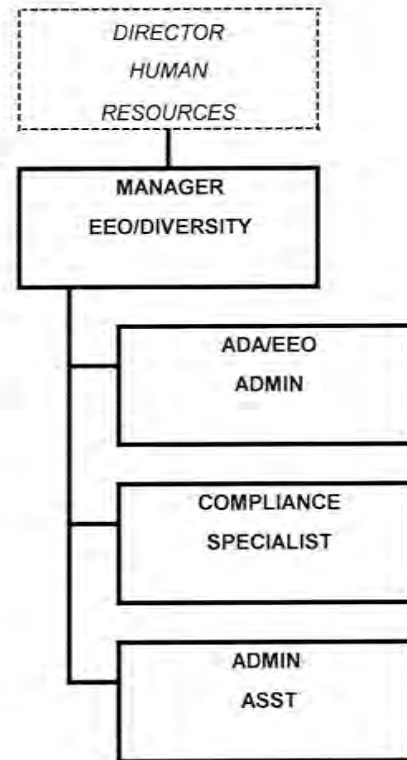 DIRECTOR
HUMAN
RESOURCES
MANAGER
EEO/DIVERSITY
ADA/EEO
ADMIN
COMPLIANCE
SPECIALIST
ADMIN
ASST